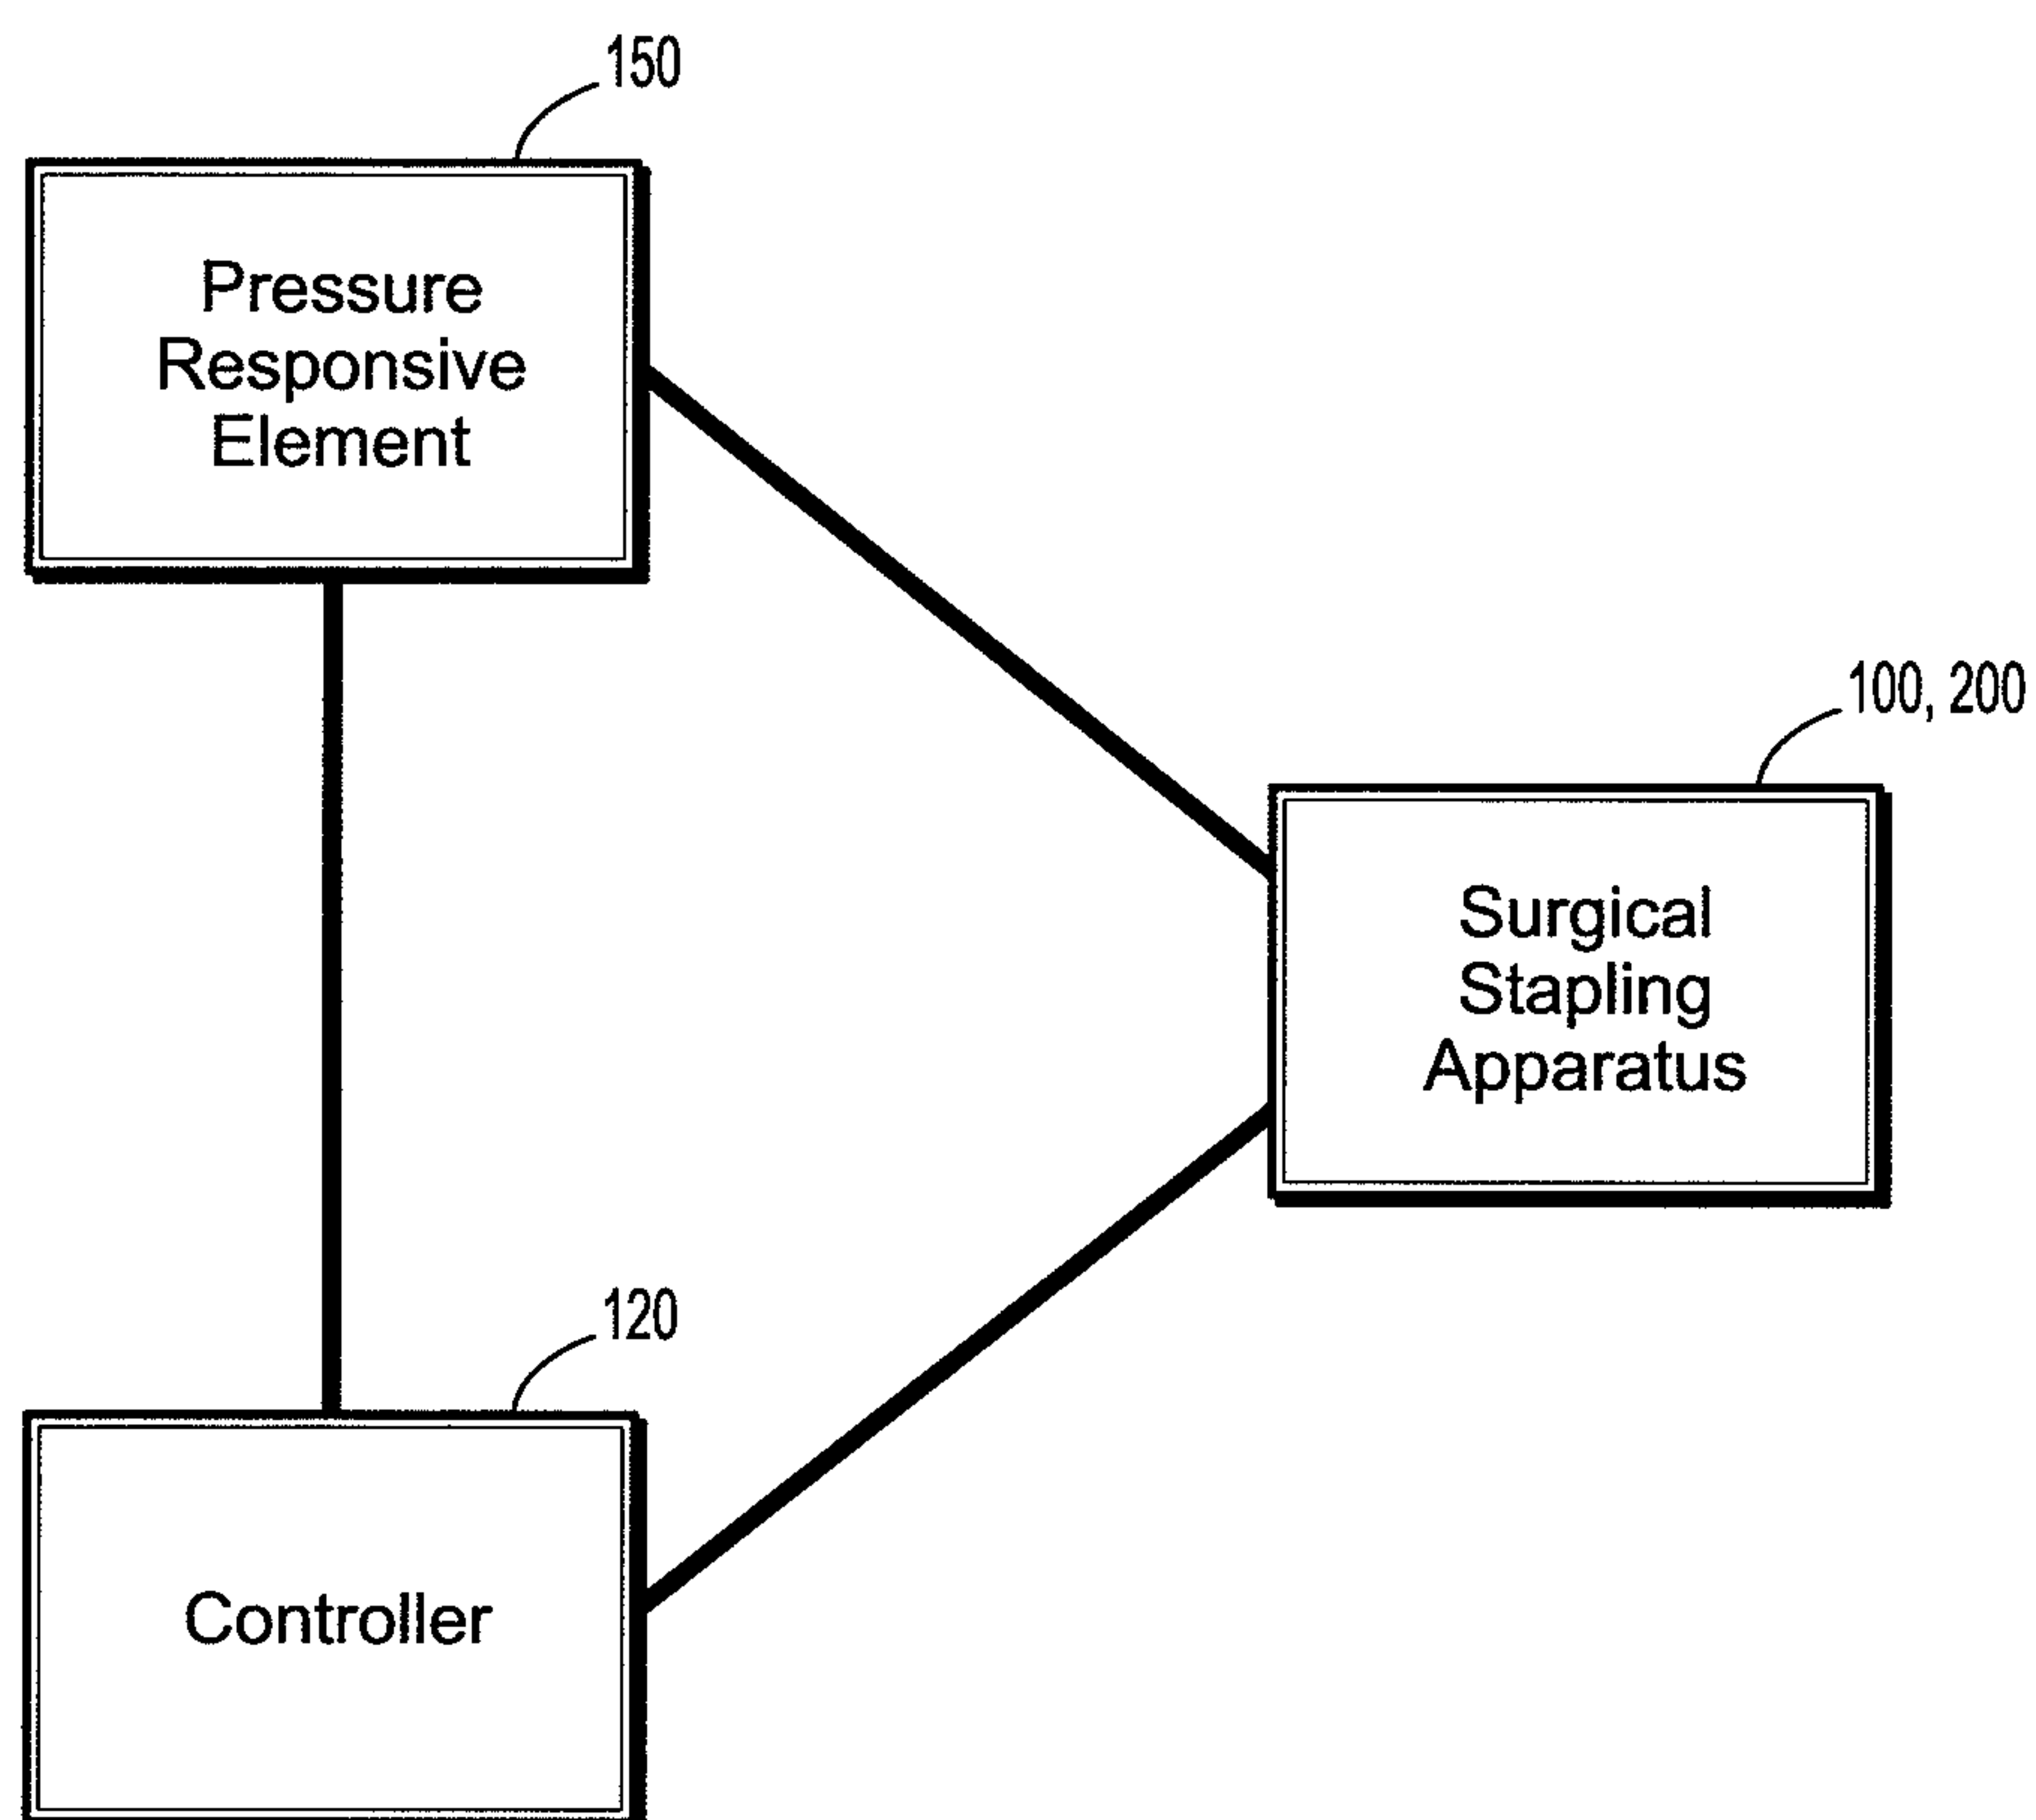 150
Pressure
Responsive
Element
100, 200
Surgical
Stapling
Apparatus
120
Controller